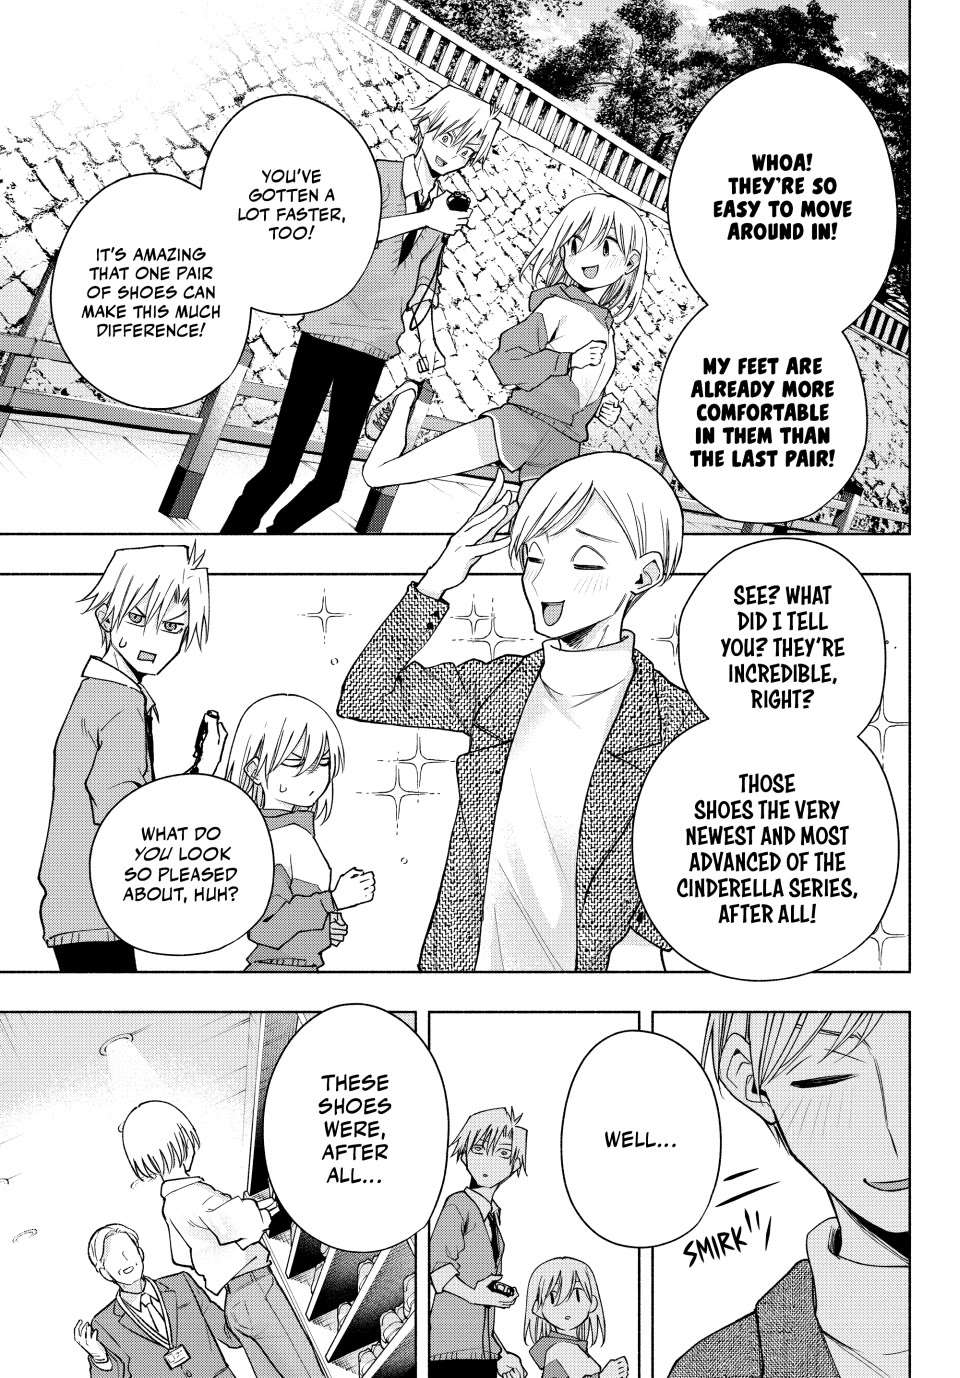 WHOA!
THEY'RE SO
EASY TO MOVE
AROUND IN!
MY FEET ARE
ALREADY MORE
COMFORTABLE
IN THEM THAN
THE LAST PAIR!
YOU'VE
GOTTEN A
LOT FASTER,
TOO!
IT'S AMAZING
THAT ONE PAIR
OF SHOES CAN
MAKE THIS MUCH
DIFFERENCE!
SEE? WHAT
DID I TELL
YOU? THEY'RE
INCREDIBLE,
RIGHT?
THOSE
SHOES THE VERY
NEWEST AND MOST
ADVANCED OF THE
CINDERELLA SERIES,
AFTER ALL!
WHAT DO
YOU LOOK
SO PLEASED
ABOUT, HUH?
SMIRK
WELL...
THESE
SHOES
WERE,
AFTER
ALL...